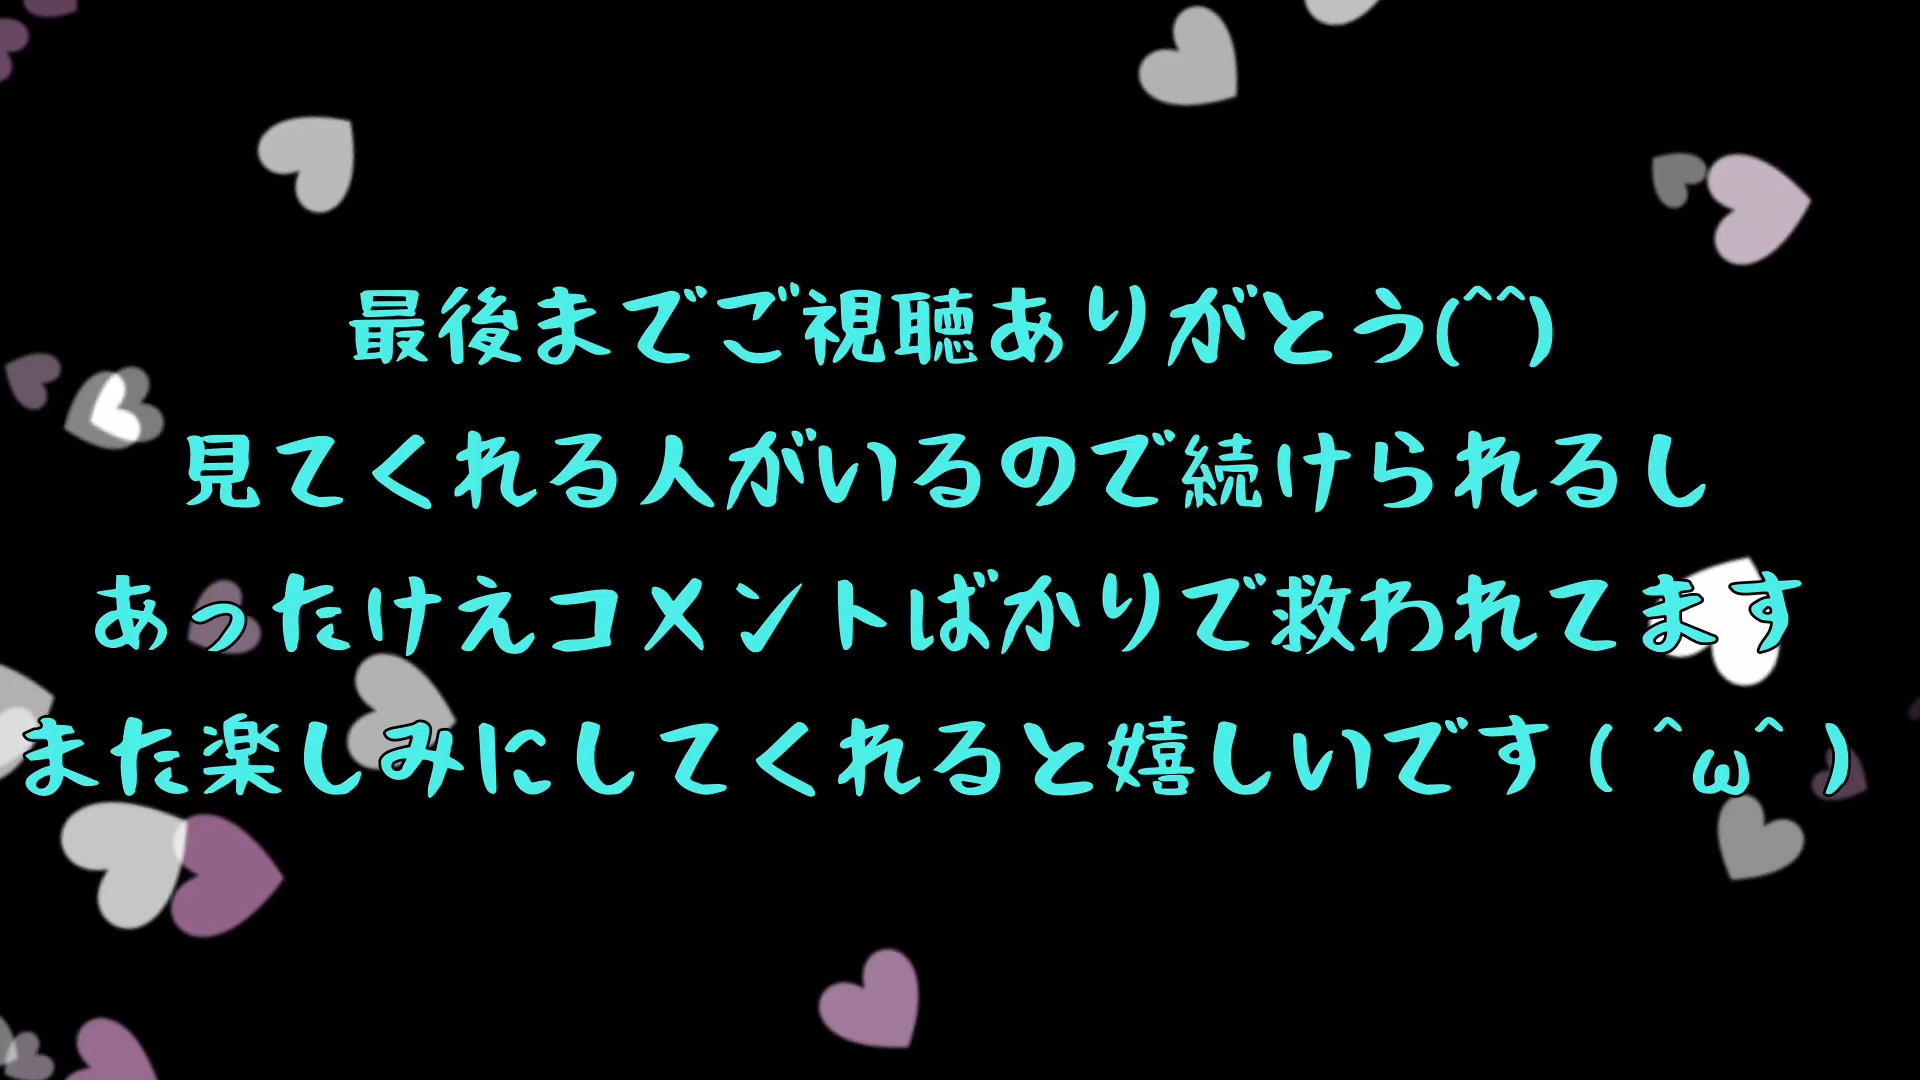 最後までご視聴ありがとう(^^)
見てくれる人がいるので続けられるし
あったけえコメントばかりで救われてます
また楽しみにしてくれると嬉しいです（＾ω＾）